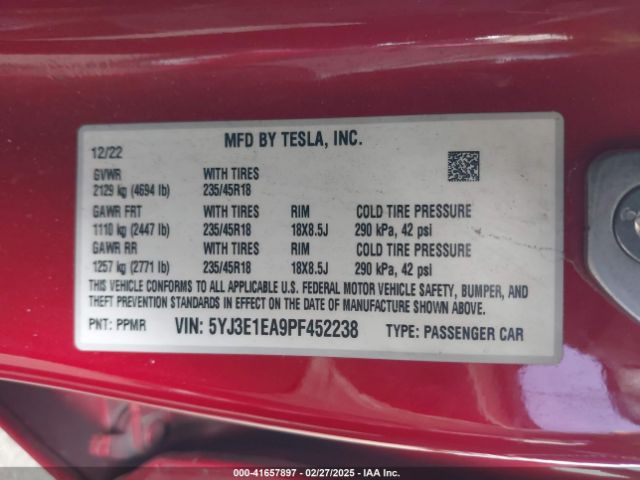 MFD BY TESLA, INC.
12/22
GVWR WITH TIRES
2129 kg (4694 lb) 235/45R18
GAWR FRT WITH TIRES RIM COLD TIRE PRESSURE
1110 kg (2447 lb) 235/45R18 18X8.5J 290 kPa, 42 psi
GAWR RR WITH TIRES RIM COLD TIRE PRESSURE
1257 kg (2771 lb) 235/45R18 18X8.5J 290 kPa, 42 psi
THIS VEHICLE CONFORMS TO ALL APPLICABLE U.S. FEDERAL MOTOR VEHICLE SAFETY, BUMPER, AND
THEFT PREVENTION STANDARDS IN EFFECT ON THE DATE OF MANUFACTURE SHOWN ABOVE.
PNT: PPMR VIN: 5YJ3E1EA9PF452238 TYPE: PASSENGER CAR
000-41657897 / 02/27/2025 - IAA Inc.